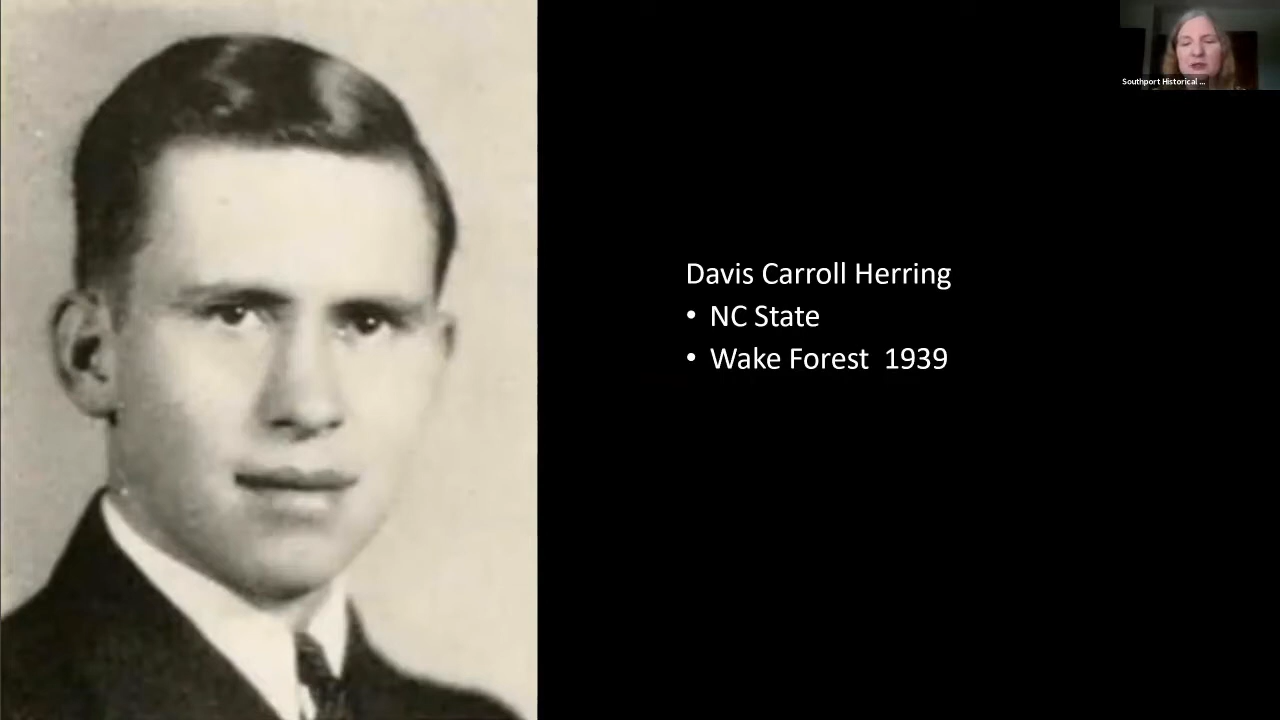 Southport Historical ...
Davis Carroll Herring
• NC State
• Wake Forest 1939